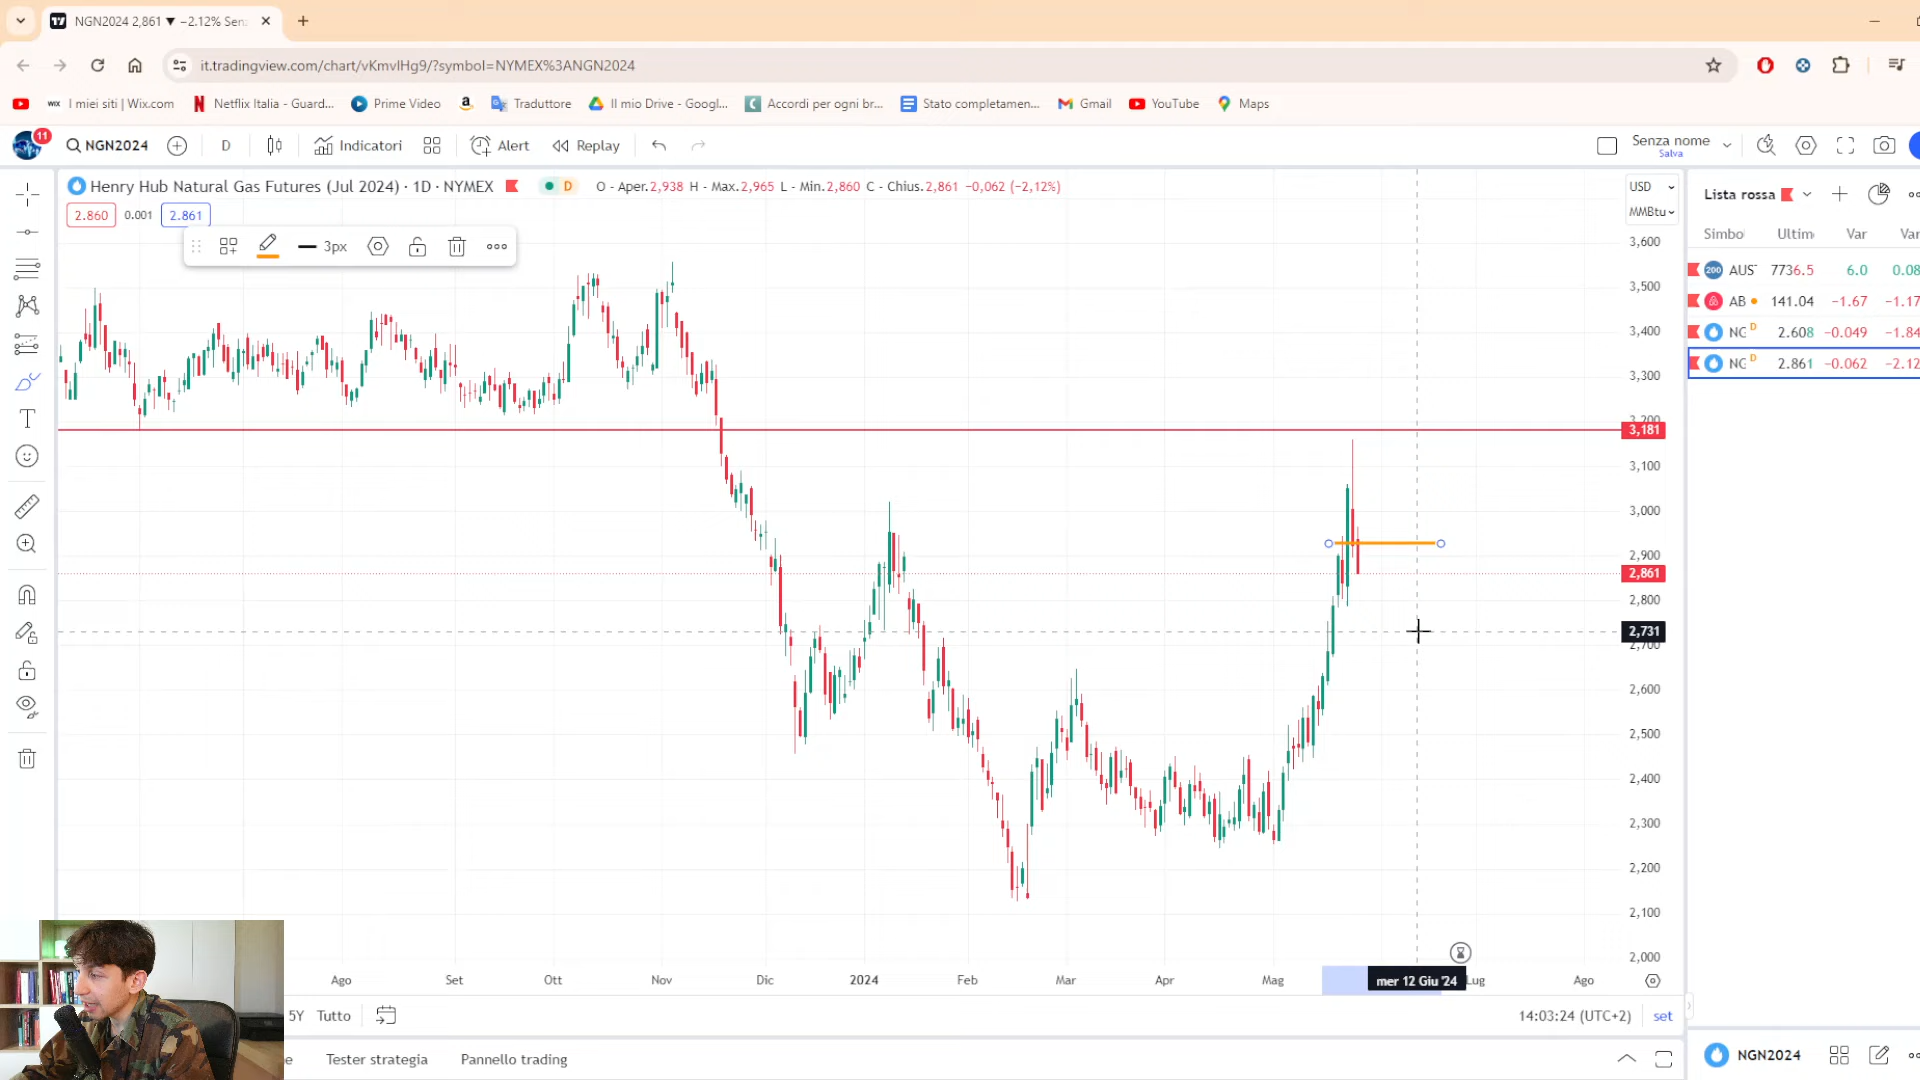 NGN2024 2,861 ▼ −2.12% Sen
it.tradingview.com/chart/vKmvlHg9/?symbol=NYMEX%3ANGN2024
I miei siti | Wix.com
Netflix Italia - Guard...
Prime Video
Traduttore
Il mio Drive - Googl...
Accordi per ogni br...
Stato completamen...
Gmail
YouTube
Maps
11
NGN2024
D
Indicatori
Alert
Replay
Senza nome
Salva
Henry Hub Natural Gas Futures (Jul 2024) · 1D · NYMEX
D
O - Aper.2,938 H - Max.2,965 L - Min.2,860 C - Chius.2,861 −0,062 (−2,12%)
2.860
0.001
2.861
3px
USD
MMBtu
3,600
3,500
3,400
3,300
3,200
3,181
3,100
3,000
2,900
2,861
2,800
2,731
2,700
2,600
2,500
2,400
2,300
2,200
2,100
2,000
Lista rossa
Simbo Ultim Var Var
200 AUS 7736.5 6.0 0.08
AB 141.04 −1.67 −1.17
NG D 2.608 −0.049 −1.84
NG D 2.861 −0.062 −2.12
Ago Set Ott Nov Dic 2024 Feb Mar Apr Mag mer 12 Giu '24 Lug Ago
5Y Tutto
14:03:24 (UTC+2) set
Tester strategia
Pannello trading
NGN2024